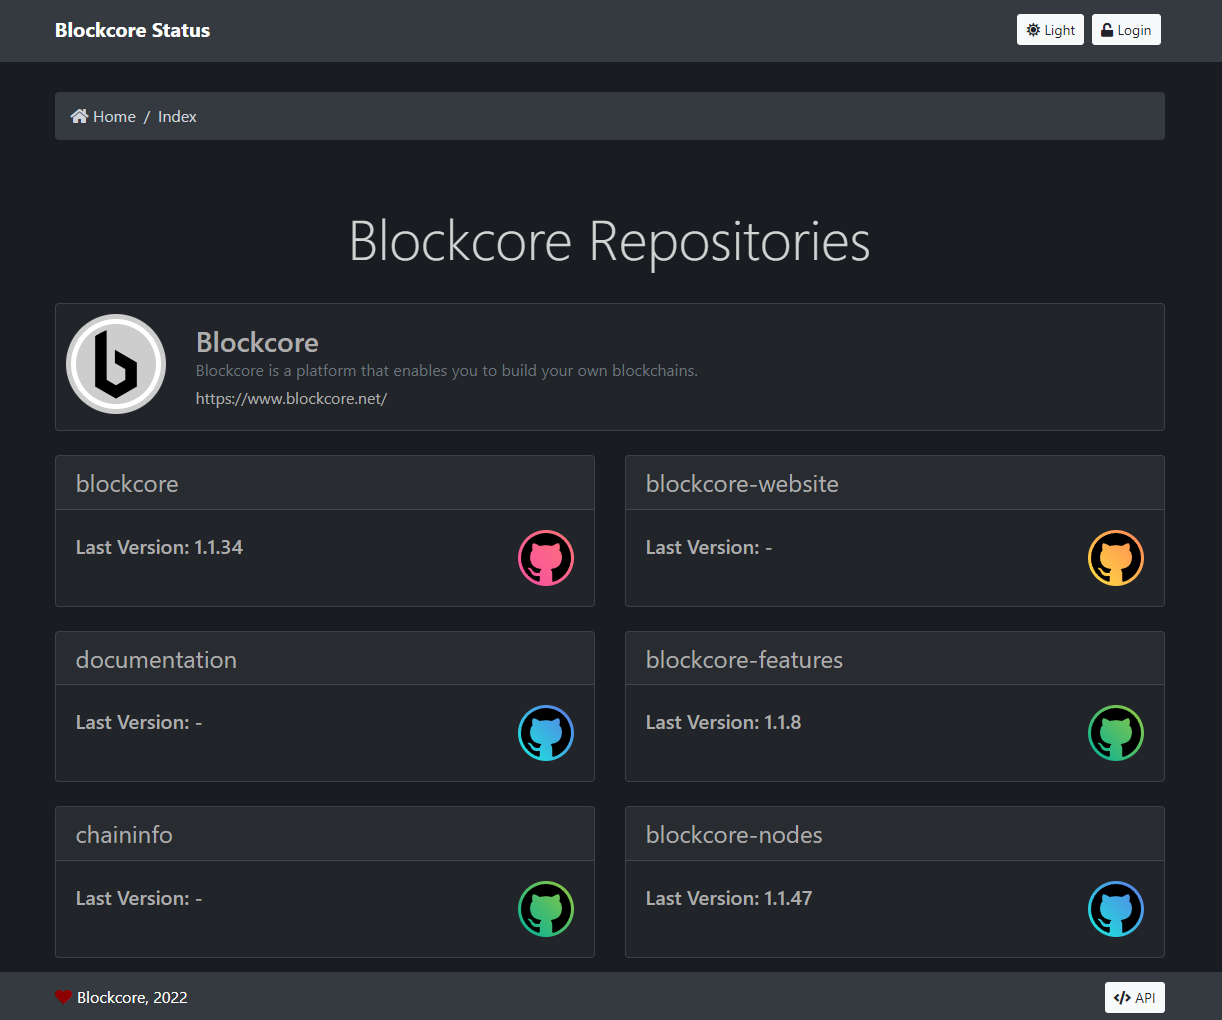 Blockcore Status
Light
Login
Home / Index
Blockcore Repositories
Blockcore
Blockcore is a platform that enables you to build your own blockchains.
https://www.blockcore.net/
blockcore
Last Version: 1.1.34
blockcore-website
Last Version: -
documentation
Last Version: -
blockcore-features
Last Version: 1.1.8
chaininfo
Last Version: -
blockcore-nodes
Last Version: 1.1.47
Blockcore, 2022
</> API